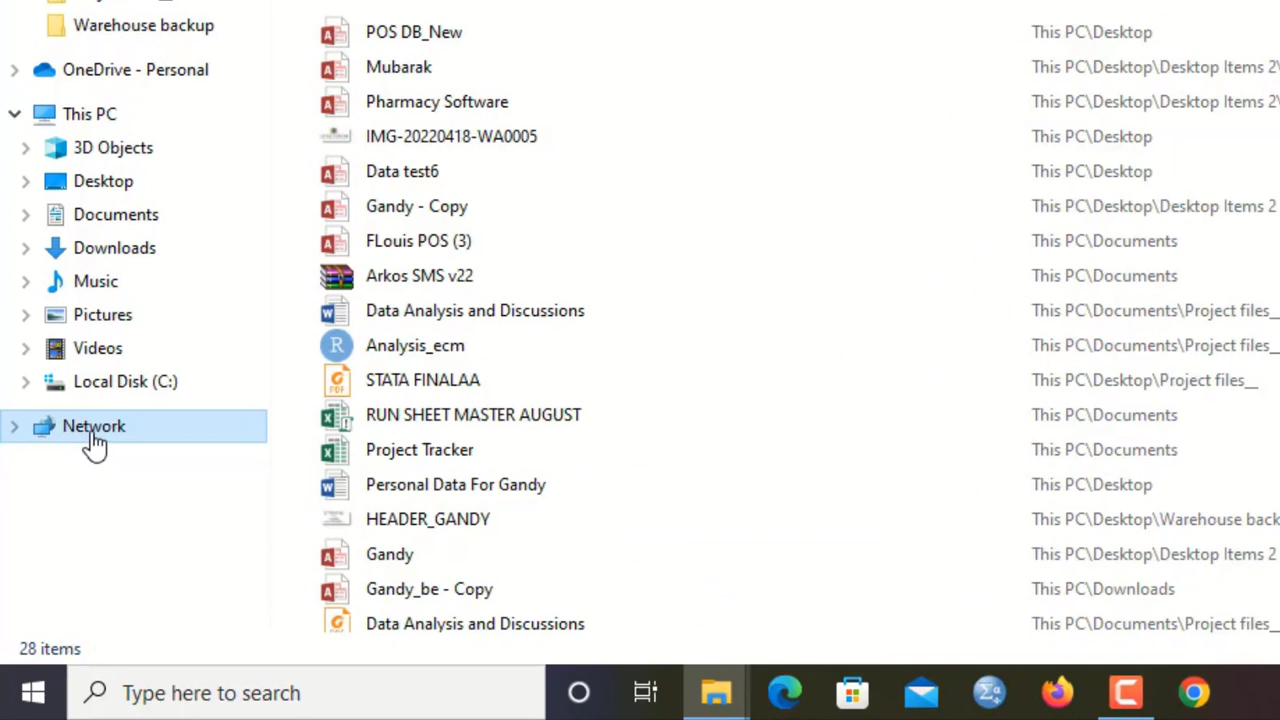 Warehouse backup
OneDrive - Personal
This PC
3D Objects
Desktop
Documents
Downloads
Music
Pictures
Videos
Local Disk (C:)
Network
POS DB_New This PC\Desktop
Mubarak This PC\Desktop\Desktop Items 2\
Pharmacy Software This PC\Desktop\Desktop Items 2\
IMG-20220418-WA0005 This PC\Desktop
Data test6 This PC\Desktop
Gandy - Copy This PC\Desktop\Desktop Items 2
FLouis POS (3) This PC\Documents
Arkos SMS v22 This PC\Documents
Data Analysis and Discussions This PC\Documents\Project files_
R Analysis_ecm This PC\Documents\Project files_
PDF STATA FINALAA This PC\Desktop\Project files__
RUN SHEET MASTER AUGUST This PC\Documents
Project Tracker This PC\Documents
Personal Data For Gandy This PC\Desktop
HEADER_GANDY This PC\Desktop\Warehouse back
Gandy This PC\Desktop\Desktop Items 2
Gandy_be - Copy This PC\Downloads
Data Analysis and Discussions This PC\Documents\Project files_
28 items
Type here to search